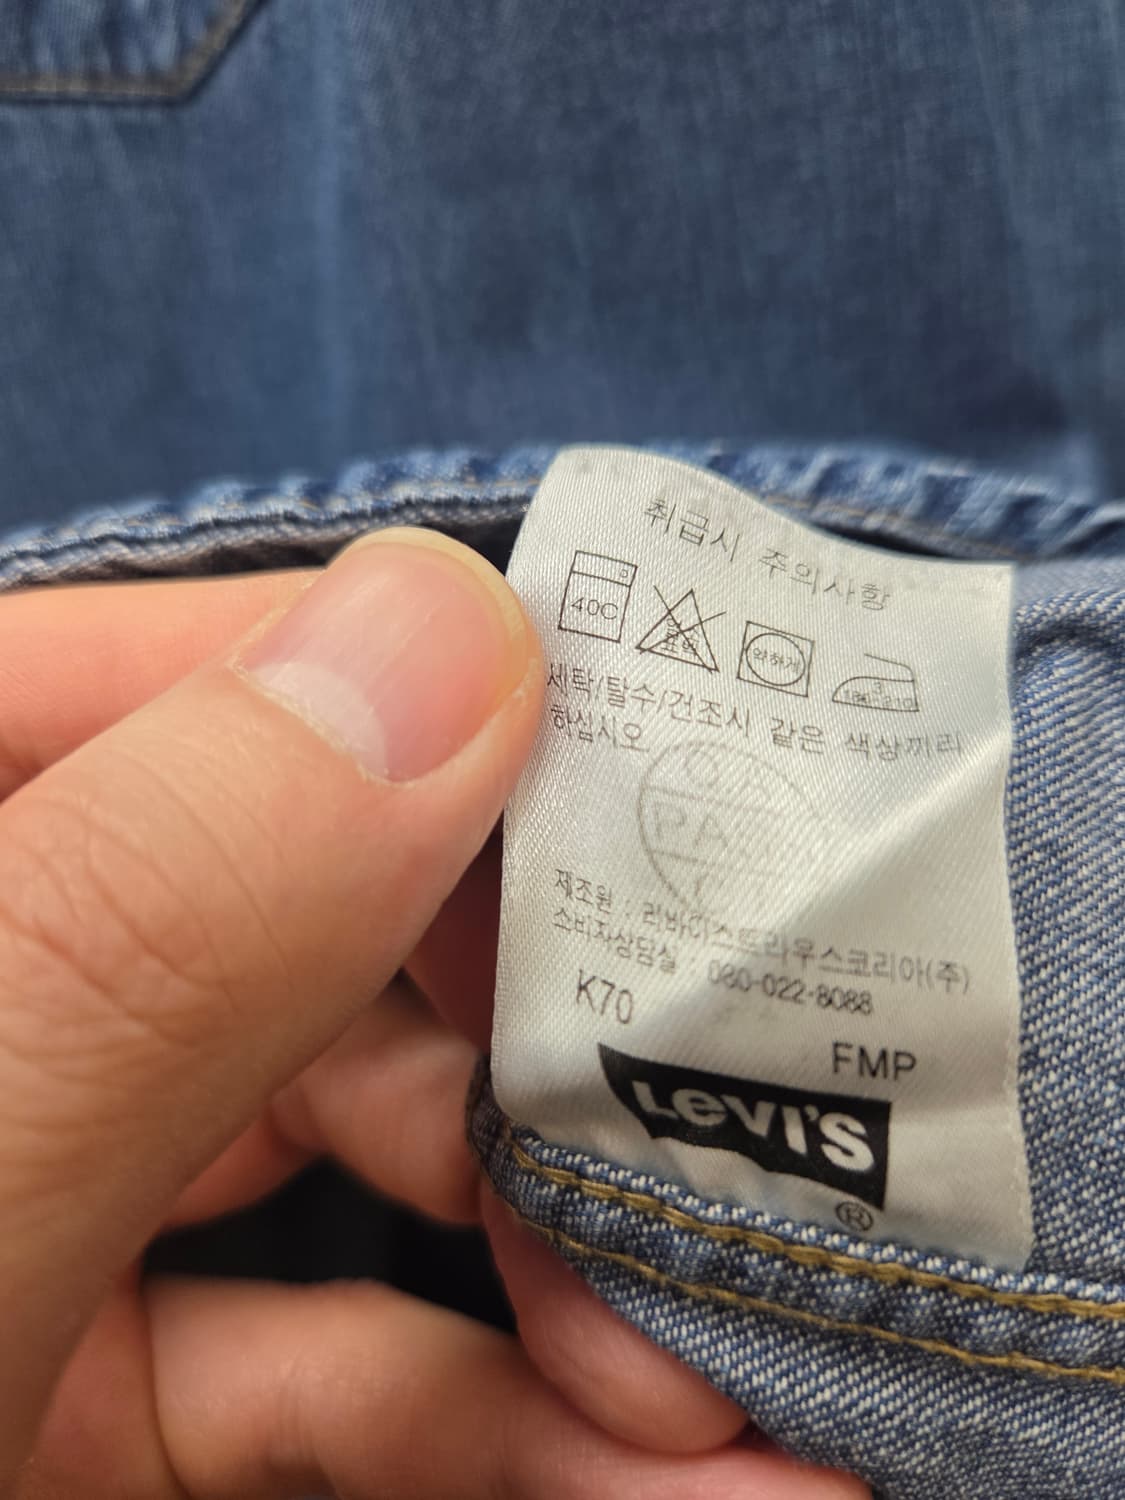 취급시 주의사항
40C
약하게
세탁/탈수/건조시 같은 색상끼리
하십시오
QA
PA
제조원 : 리바이스트라우스코리아(주)
소비자상담실 : 080-022-8088
K70
FMP
LEVI'S
®